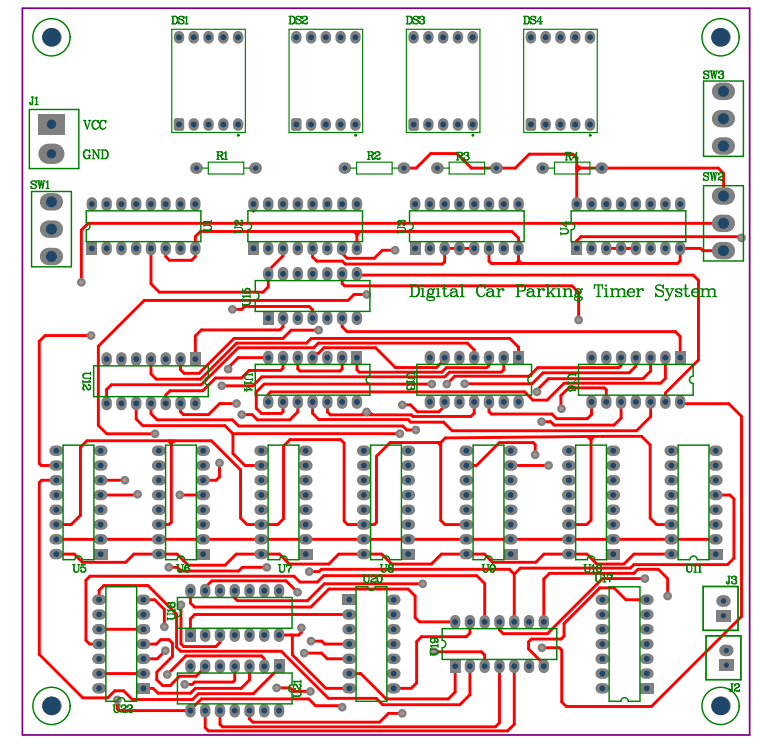 DS1 DS2 DS3 DS4
SW3
J1
VCC
R1 R2 R3 R4
GND
SW1 SW2
U1 U2 U3 U4
U15
Digital Car Parking Timer System
U12 U14 U13 U16
U5 U6 U7 U8 U9 U10 U11
U20 U17
J3
U18
U19
U21
J2
U22